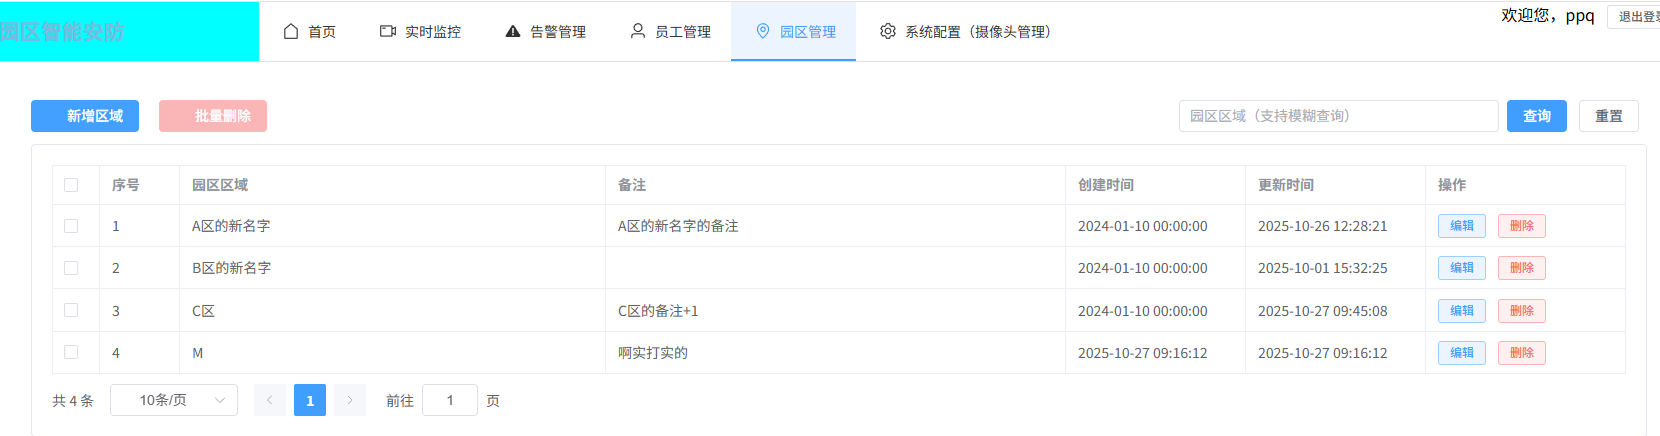 园区智能安防 首页 实时监控 告警管理 员工管理 园区管理 系统配置（摄像头管理） 欢迎您，ppq 退出登录
新增区域 批量删除 园区区域（支持模糊查询） 查询 重置
序号 园区区域 备注 创建时间 更新时间 操作
1 A区的新名字 A区的新名字的备注 2024-01-10 00:00:00 2025-10-26 12:28:21 编辑 删除
2 B区的新名字 2024-01-10 00:00:00 2025-10-01 15:32:25 编辑 删除
3 C区 C区的备注+1 2024-01-10 00:00:00 2025-10-27 09:45:08 编辑 删除
4 M 啊实打实的 2025-10-27 09:16:12 2025-10-27 09:16:12 编辑 删除
共 4 条 10条/页 1 前往 1 页